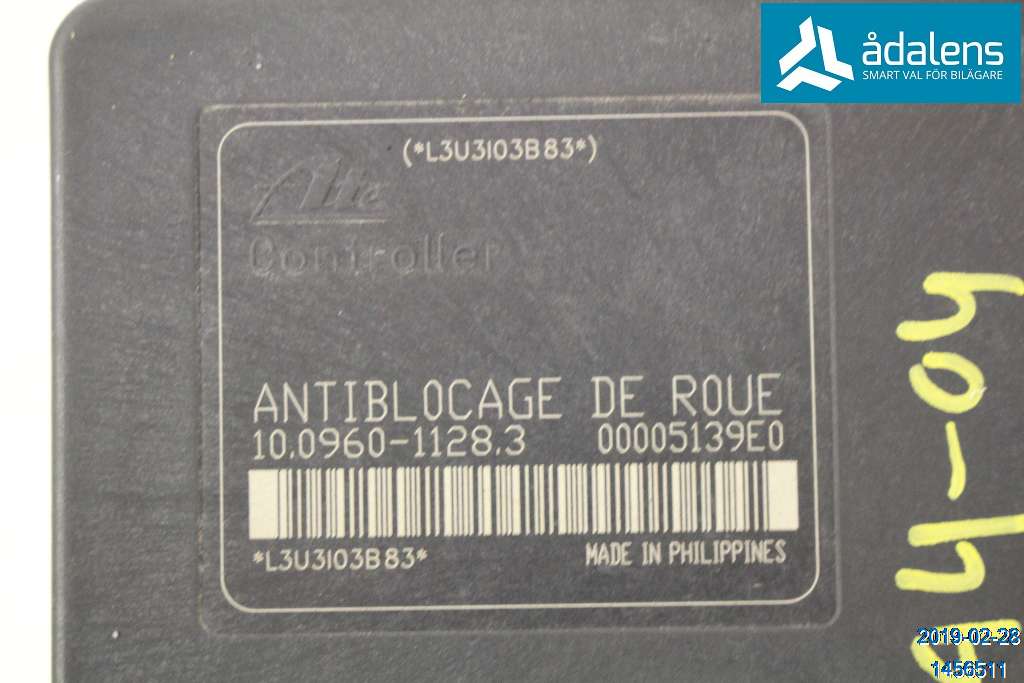 ådalens
SMART VAL FÖR BILÄGARE
(*L3U3103B83*)
Ate
Controller
ANTIBLOCAGE DE ROUE
10.0960-1128.3 00005139E0
*L3U3103B83*
MADE IN PHILIPPINES
2019-02-28
1456511